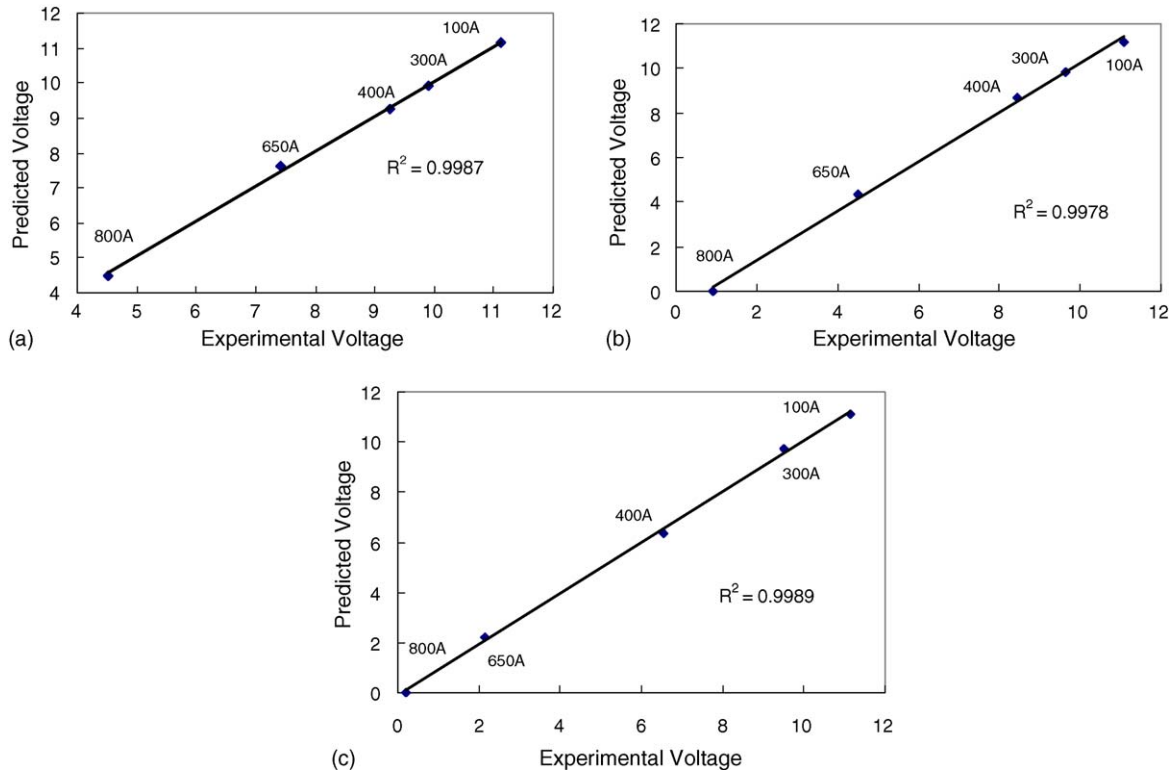 12
11
10
9
8
7
6
5
4
Predicted Voltage
100A
300A
400A
650A
800A
R² = 0.9987
4 5 6 7 8 9 10 11 12
Experimental Voltage
(a)
12
10
8
6
4
2
0
Predicted Voltage
300A
100A
400A
650A
800A
R² = 0.9978
0 2 4 6 8 10 12
Experimental Voltage
(b)
12
10
8
6
4
2
0
Predicted Voltage
100A
300A
400A
R² = 0.9989
800A
650A
0 2 4 6 8 10 12
Experimental Voltage
(c)